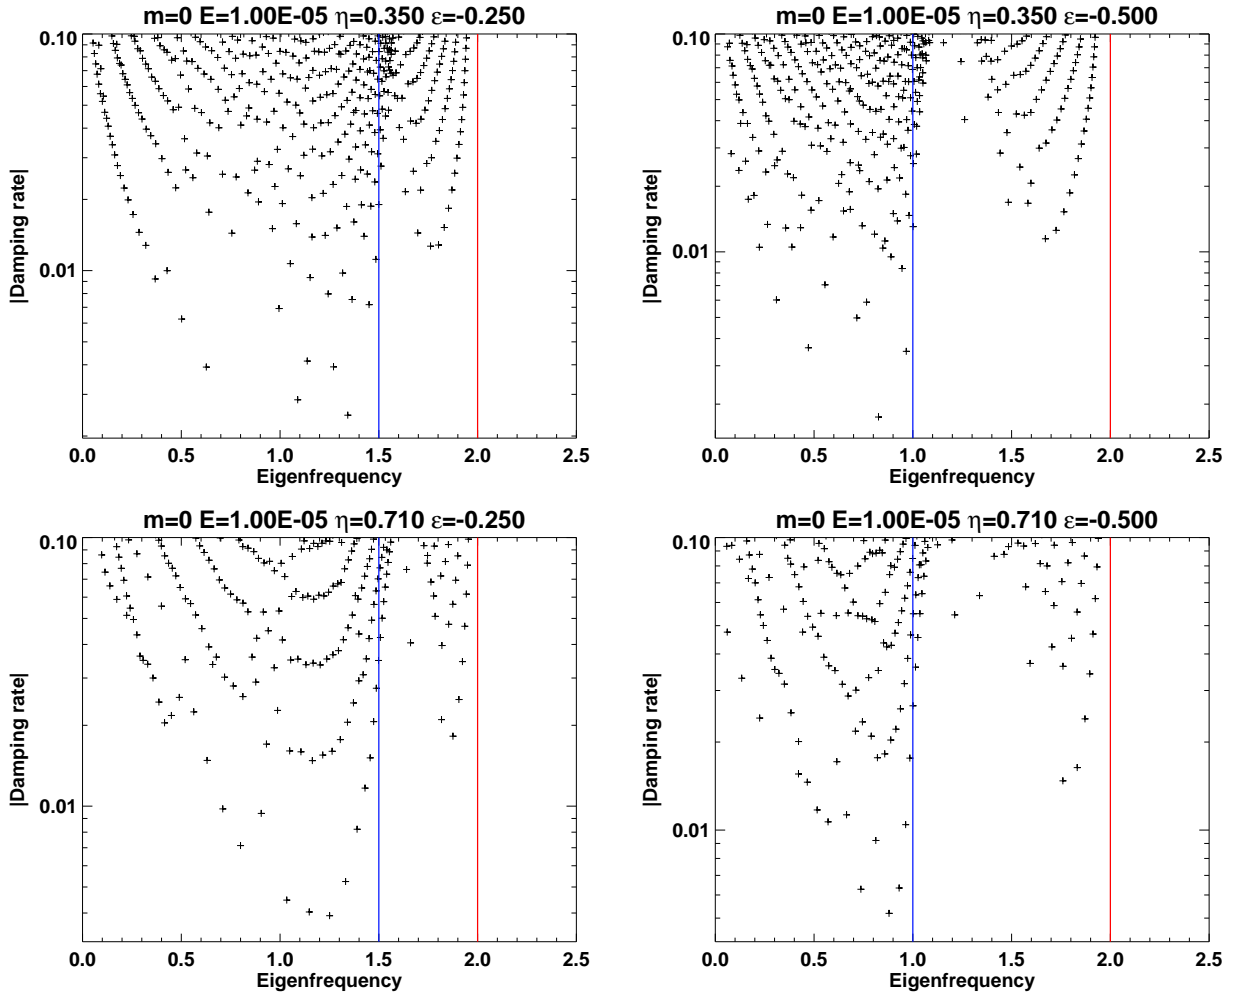 m=0 E=1.00E-05 η=0.350 ε=-0.250
0.10
0.01
|Damping rate|
0.0 0.5 1.0 1.5 2.0 2.5
Eigenfrequency
m=0 E=1.00E-05 η=0.350 ε=-0.500
0.10
0.01
|Damping rate|
0.0 0.5 1.0 1.5 2.0 2.5
Eigenfrequency
m=0 E=1.00E-05 η=0.710 ε=-0.250
0.10
0.01
|Damping rate|
0.0 0.5 1.0 1.5 2.0 2.5
Eigenfrequency
m=0 E=1.00E-05 η=0.710 ε=-0.500
0.10
0.01
|Damping rate|
0.0 0.5 1.0 1.5 2.0 2.5
Eigenfrequency